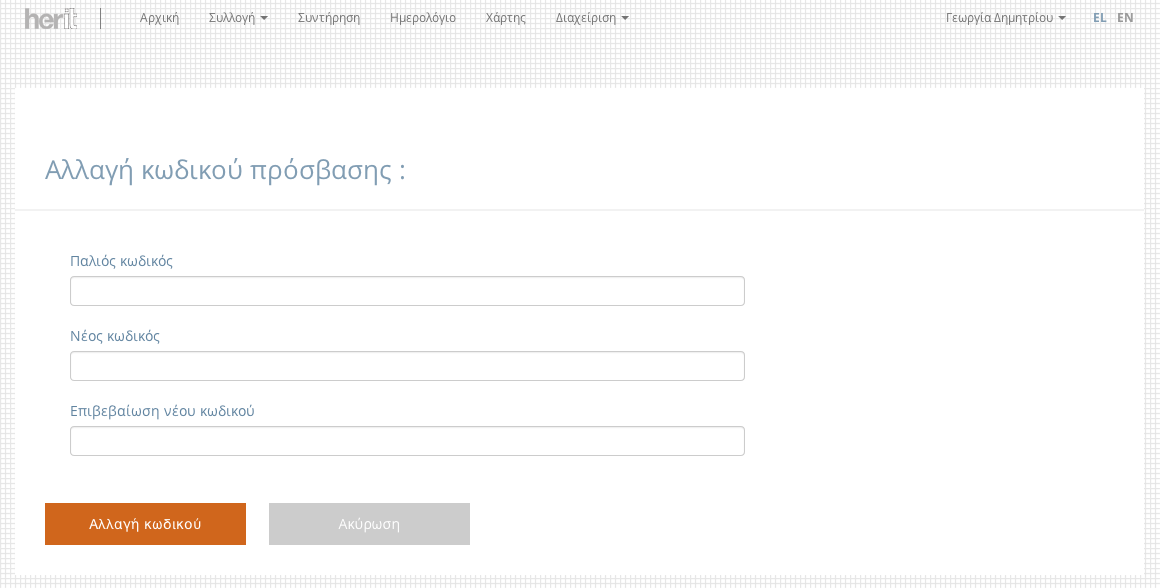 herit Αρχική Συλλογή Συντήρηση Ημερολόγιο Χάρτης Διαχείριση Γεωργία Δημητρίου EL EN
Αλλαγή κωδικού πρόσβασης :
Παλιός κωδικός
Νέος κωδικός
Επιβεβαίωση νέου κωδικού
Αλλαγή κωδικού Ακύρωση